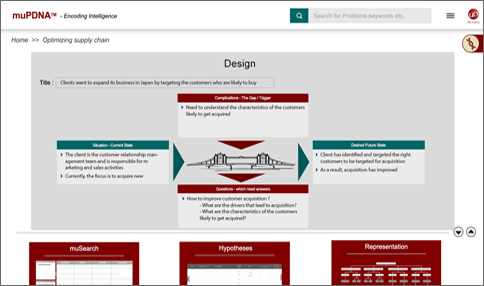 muPDNA™ - Encoding Intelligence
Search for Problems,keywords etc..
Home >> Optimizing supply chain
Design
Title : Clients want to expand its business in Japan by targeting the customers who are likely to buy
Complications - The Gap / Trigger
Need to understand the characteristics of the customers
likely to get acquired
Situation - Current State
The client is the customer relationship man-
agement team and is responsible for m
arketing and sales activities
Currently, the focus is to acquire new
Desired Future State
Client has identified and targeted the right
customers to be targeted for acquisition
As a result, acquisition has improved
Questions - which need answers
How to improve customer acquisition ?
- What are the drivers that lead to acquisition?
- What are the characteristics of the customers
likely to get acquired?
muSearch
Hypotheses
Representation